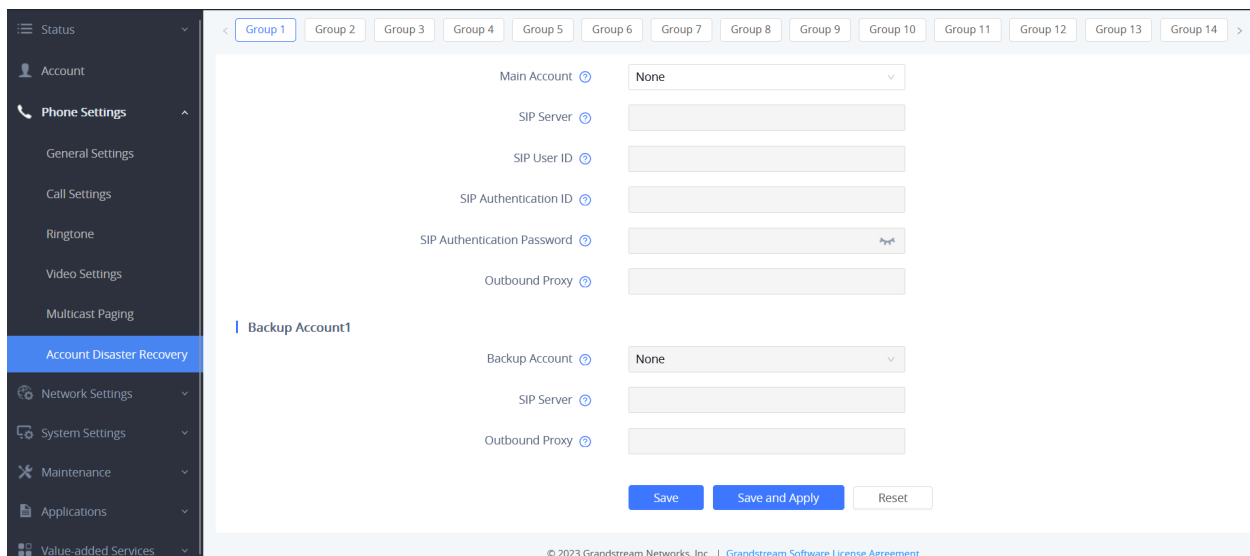 Status
Account
Phone Settings
General Settings
Call Settings
Ringtone
Video Settings
Multicast Paging
Account Disaster Recovery
Network Settings
System Settings
Maintenance
Applications
Value-added Services
< Group 1 Group 2 Group 3 Group 4 Group 5 Group 6 Group 7 Group 8 Group 9 Group 10 Group 11 Group 12 Group 13 Group 14 >
Main Account ? None
SIP Server ?
SIP User ID ?
SIP Authentication ID ?
SIP Authentication Password ?
Outbound Proxy ?
Backup Account1
Backup Account ? None
SIP Server ?
Outbound Proxy ?
Save Save and Apply Reset
© 2023 Grandstream Networks, Inc. | Grandstream Software License Agreement